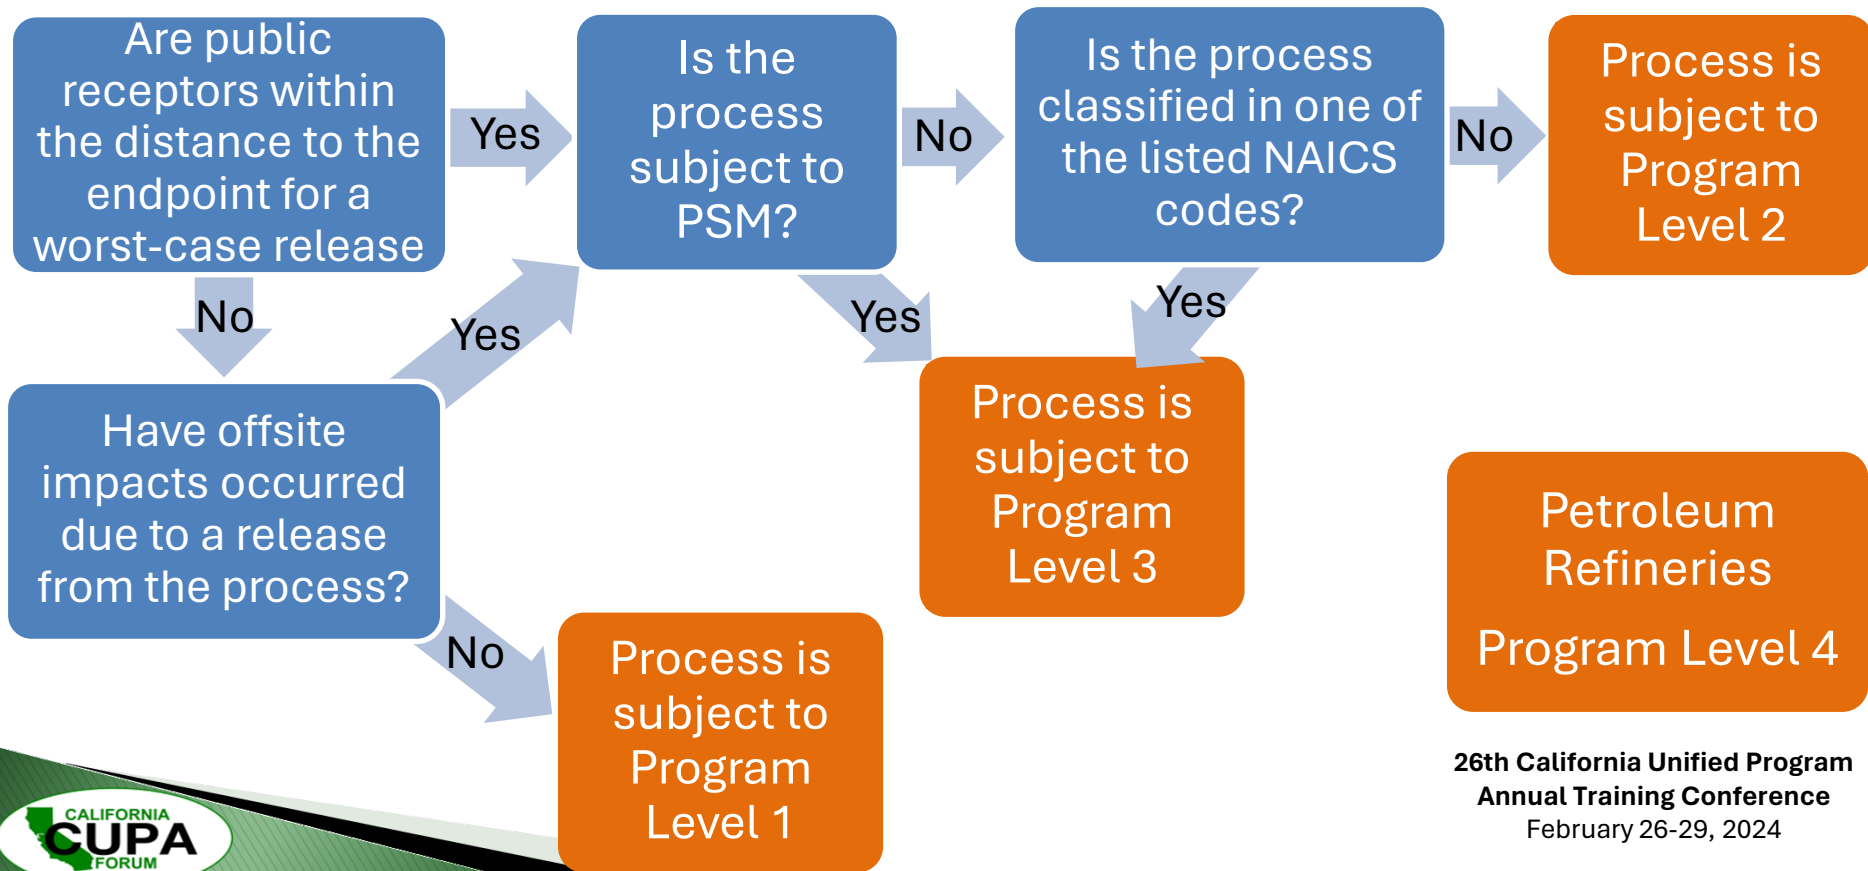 Are public
receptors within
the distance to the
endpoint for a
worst-case release
Yes
Is the
process
subject to
PSM?
No
Is the process
classified in one of
the listed NAICS
codes?
No
Process is
subject to
Program
Level 2
No
Yes
Yes
Yes
Have offsite
impacts occurred
due to a release
from the process?
Process is
subject to
Program
Level 3
Petroleum
Refineries
Program Level 4
No
Process is
subject to
Program
Level 1
26th California Unified Program
Annual Training Conference
February 26-29, 2024
CALIFORNIA
CUPA
FORUM